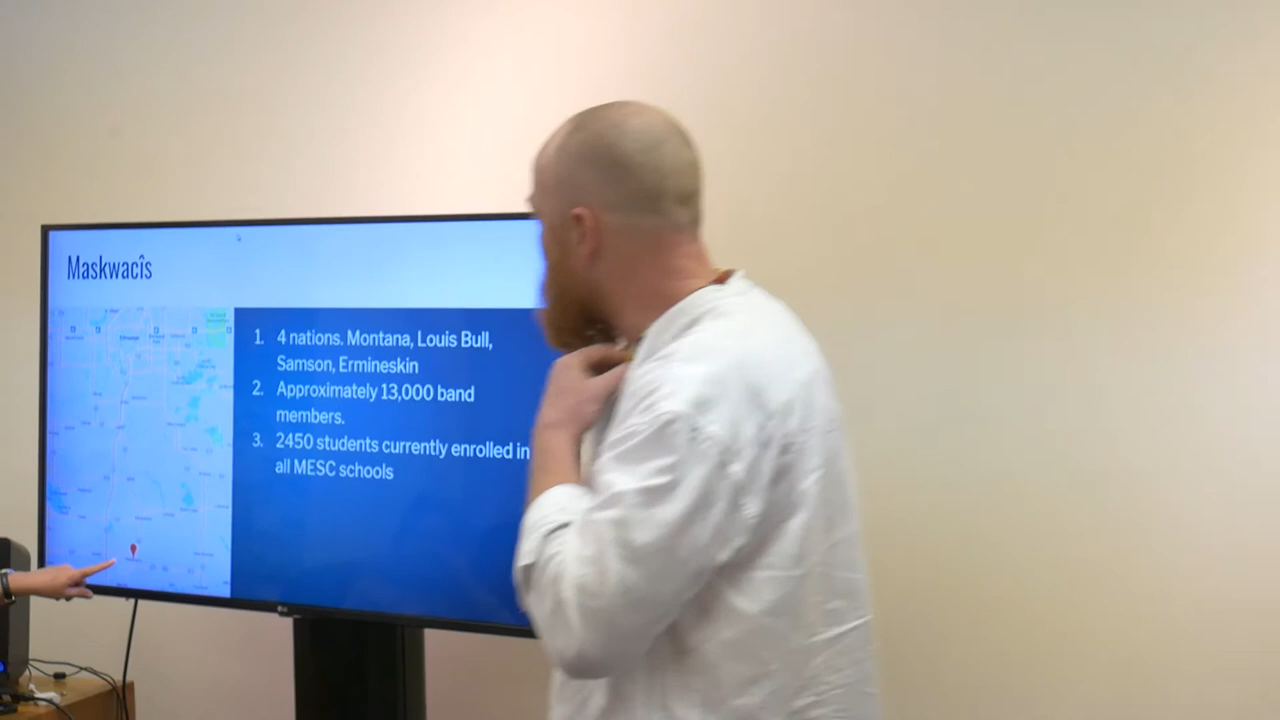 Maskwacîs
1. 4 nations. Montana, Louis Bull,
Samson, Ermineskin
2. Approximately 13,000 band
members.
3. 2450 students currently enrolled in
all MESC schools
LG